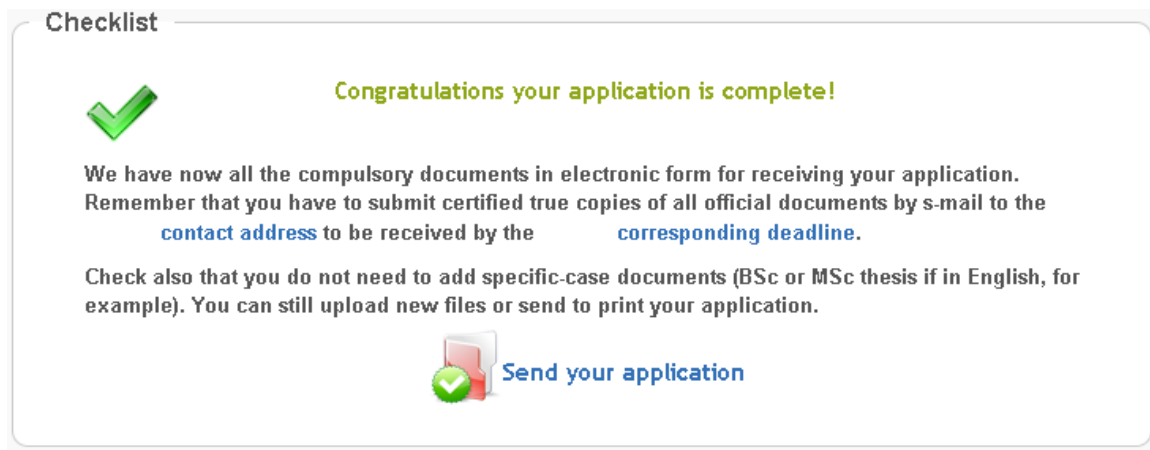 Checklist
Congratulations your application is complete!
We have now all the compulsory documents in electronic form for receiving your application.
Remember that you have to submit certified true copies of all official documents by s-mail to the
contact address to be received by the corresponding deadline.
Check also that you do not need to add specific-case documents (BSc or MSc thesis if in English, for
example). You can still upload new files or send to print your application.
Send your application